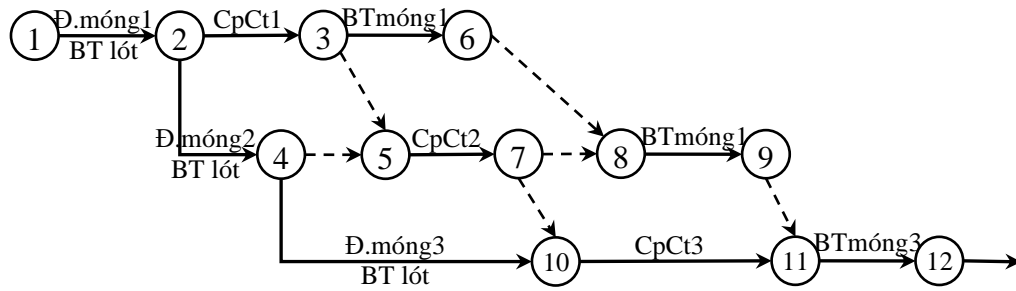 Đ.móng1 CpCt1 BTmóng1
1 2 3 6
BT lót
Đ.móng2 CpCt2 BTmóng1
4 5 7 8 9
BT lót
Đ.móng3 CpCt3 BTmóng3
10 11 12
BT lót